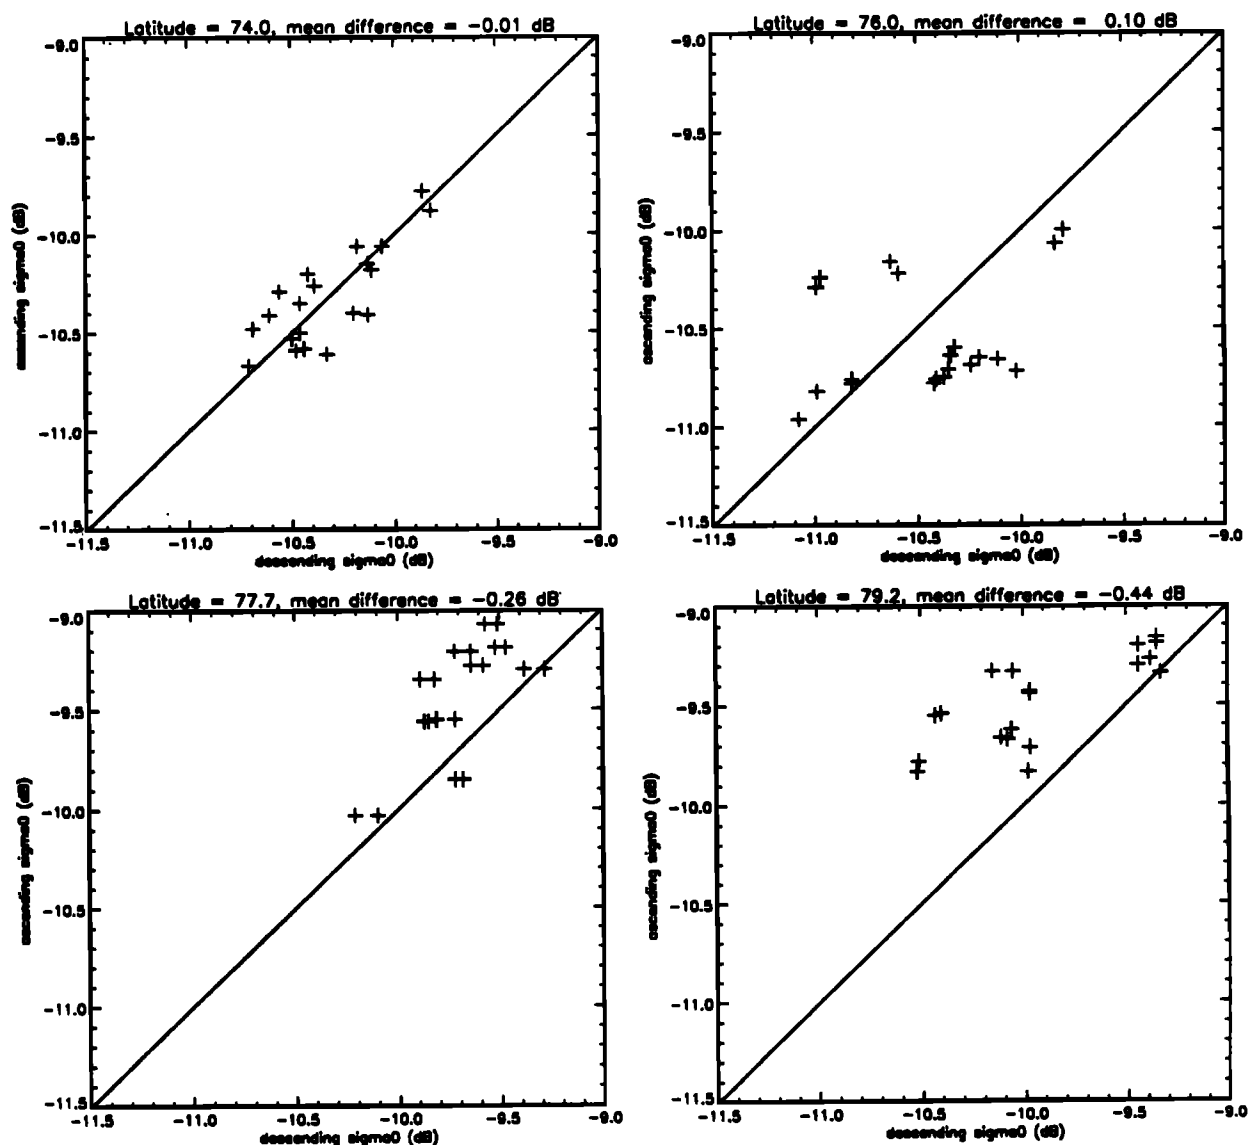 Latitude = 74.0, mean difference = -0.01 dB
-9.0
-9.5
-10.0
-10.5
-11.0
-11.5
ascending sigma0 (dB)
-11.5 -11.0 -10.5 -10.0 -9.5 -9.0
descending sigma0 (dB)
Latitude = 76.0, mean difference = 0.10 dB
-9.0
-9.5
-10.0
-10.5
-11.0
-11.5
ascending sigma0 (dB)
-11.5 -11.0 -10.5 -10.0 -9.5 -9.0
descending sigma0 (dB)
Latitude = 77.7, mean difference = -0.26 dB
-9.0
-9.5
-10.0
-10.5
-11.0
-11.5
ascending sigma0 (dB)
-11.5 -11.0 -10.5 -10.0 -9.5 -9.0
descending sigma0 (dB)
Latitude = 79.2, mean difference = -0.44 dB
-9.0
-9.5
-10.0
-10.5
-11.0
-11.5
ascending sigma0 (dB)
-11.5 -11.0 -10.5 -10.0 -9.5 -9.0
descending sigma0 (dB)